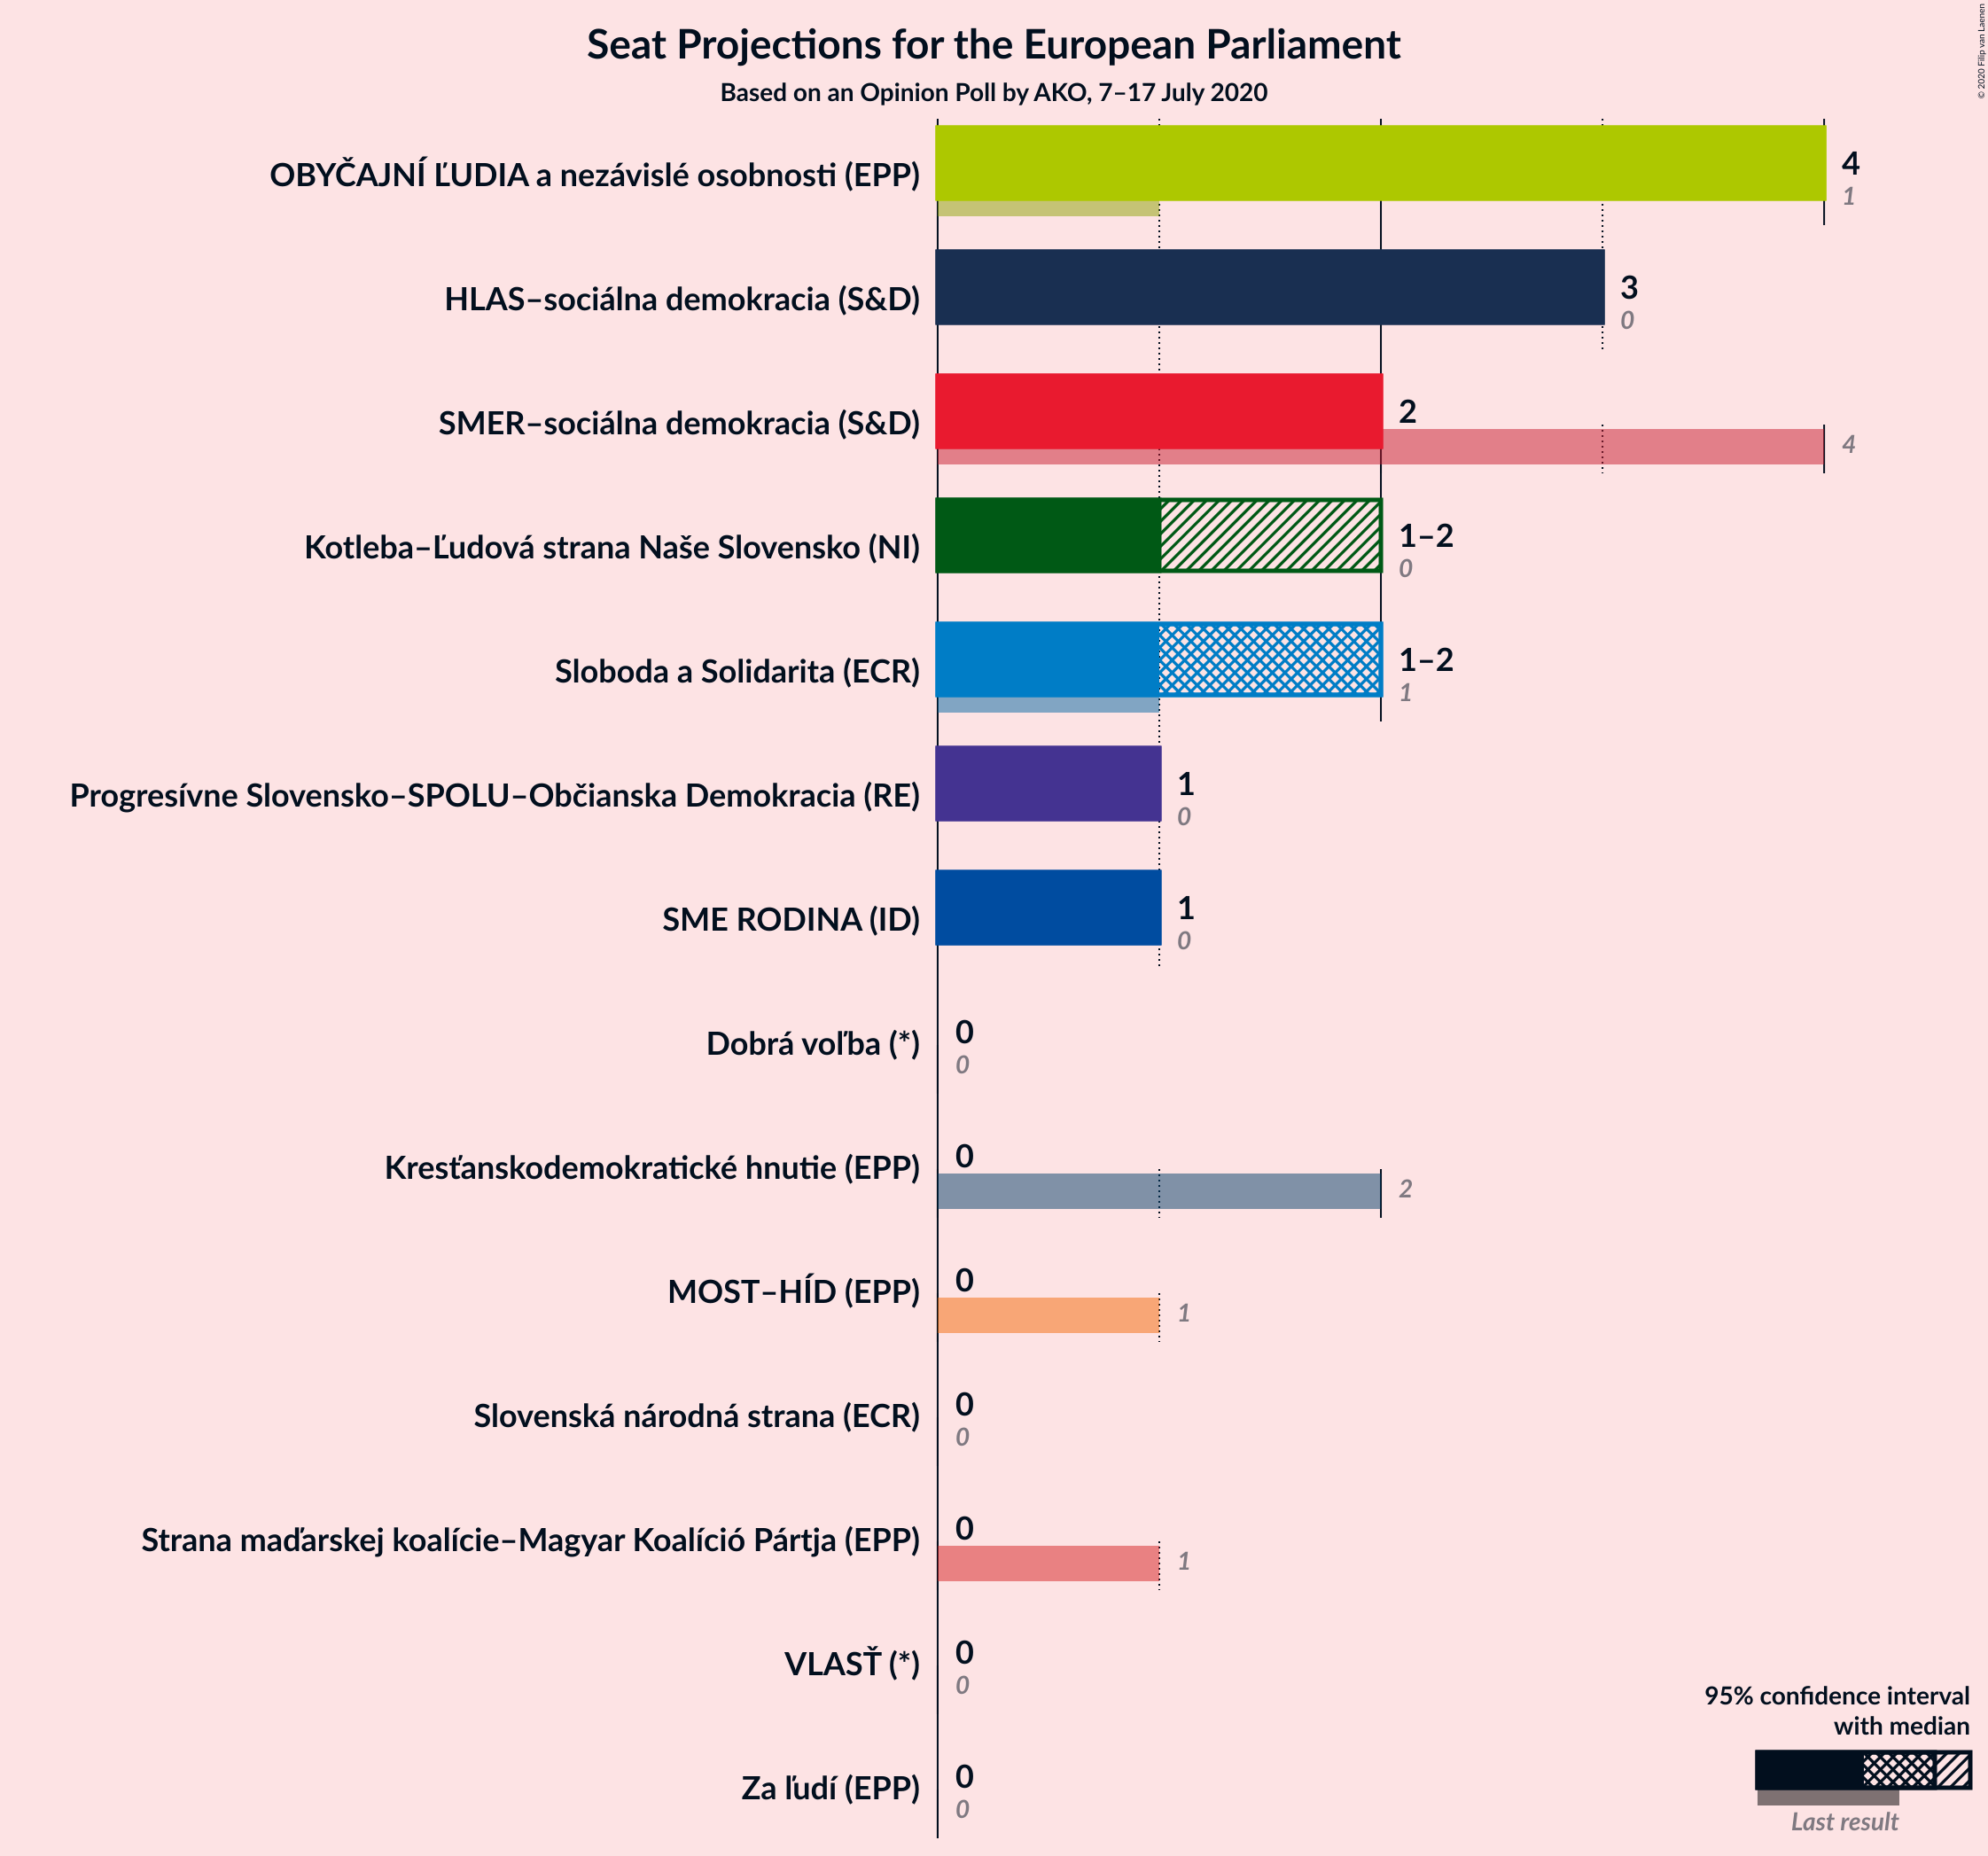 Seat Projections for the European Parliament
Based on an Opinion Poll by AKO, 7–17 July 2020
© 2020 Filip van Laenen
OBYČAJNÍ ĽUDIA a nezávislé osobnosti (EPP)
4
1
HLAS–sociálna demokracia (S&D)
3
0
SMER–sociálna demokracia (S&D)
2
4
Kotleba–Ľudová strana Naše Slovensko (NI)
1–2
0
Sloboda a Solidarita (ECR)
1–2
1
Progresívne Slovensko–SPOLU–Občianska Demokracia (RE)
1
0
SME RODINA (ID)
1
0
Dobrá voľba (*)
0
0
Kresťanskodemokratické hnutie (EPP)
0
2
MOST–HÍD (EPP)
0
1
Slovenská národná strana (ECR)
0
0
Strana maďarskej koalície–Magyar Koalíció Pártja (EPP)
0
1
VLASŤ (*)
0
0
Za ľudí (EPP)
0
0
95% confidence interval
with median
Last result